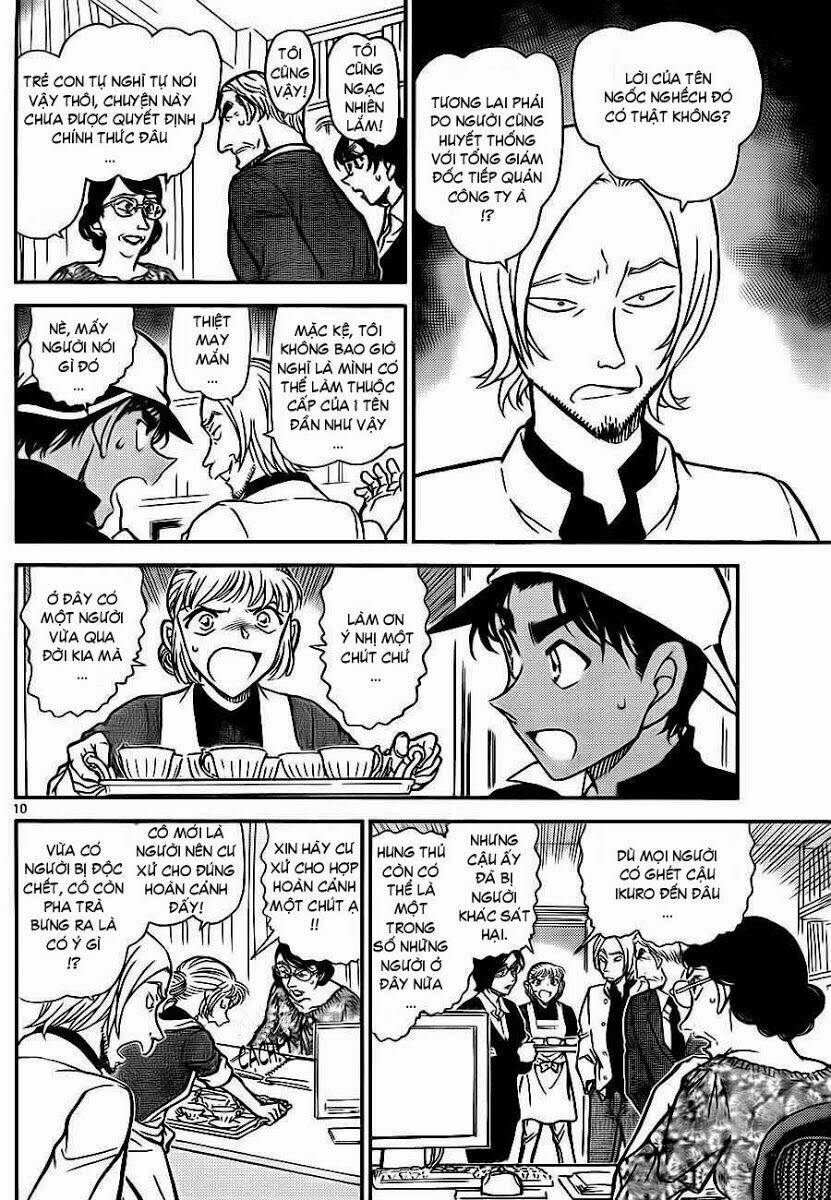 LỜI CỦA TÊN
NGỐC NGHẾCH ĐÓ
CÓ THẬT KHÔNG?
TƯƠNG LAI PHẢI
DO NGƯỜI CÙNG
HUYẾT THỐNG
VỚI TỔNG GIÁM
ĐỐC TIẾP QUẢN
CÔNG TY À
!?
TÔI
CŨNG
VẬY!
TÔI
CŨNG
NGẠC
NHIÊN
LẮM!
TRẺ CON TỰ NGHĨ TỰ NÓI
VẬY THÔI, CHUYỆN NÀY
CHƯA ĐƯỢC QUYẾT ĐỊNH
CHÍNH THỨC ĐÂU
...
MẶC KỆ, TÔI
KHÔNG BAO GIỜ
NGHĨ LÀ MÌNH CÓ
THỂ LÀM THUỘC
CẤP CỦA 1 TÊN
ĐẦN NHƯ VẬY
...
THIỆT
MAY
MẮN
...
NÈ, MẤY
NGƯỜI NÓI
GÌ ĐÓ
...
LÀM ƠN
Ý NHỊ MỘT
CHÚT CHỨ
...
Ở ĐÂY CÓ
MỘT NGƯỜI
VỪA QUA
ĐỜI KIA MÀ
10
DÙ MỌI NGƯỜI
CÓ GHÉT CẬU
IKURO ĐẾN ĐÂU
...
NHƯNG
CẬU ẤY
ĐÃ BỊ
NGƯỜI
KHÁC SÁT
HẠI.
HUNG THỦ
CÒN CÓ
THỂ LÀ
MỘT
TRONG
SỐ NHỮNG
NGƯỜI Ở
ĐÂY NỮA
...
XIN HÃY CƯ
XỬ CHO HỢP
HOÀN CẢNH
MỘT CHÚT Ạ
!!
CÔ MỚI LÀ
NGƯỜI NÊN CƯ
XỬ CHO ĐÚNG
HOÀN CẢNH
ĐẤY!
VỪA CÓ
NGƯỜI BỊ ĐỘC
CHẾT, CÔ CÒN
PHA TRÀ
BƯNG RA LÀ
CÓ Ý GÌ
!?